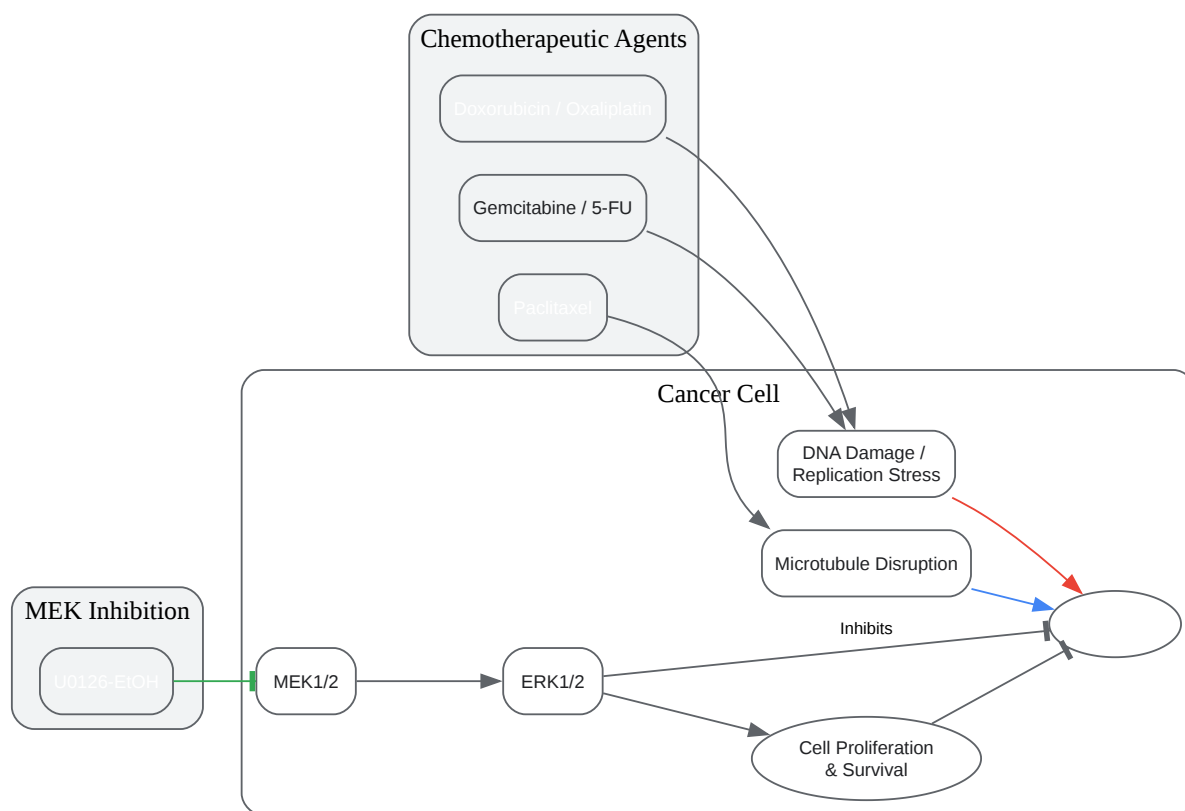 Chemotherapeutic Agents
Doxorubicin / Oxaliplatin
Gemcitabine / 5-FU
Paclitaxel
Cancer Cell
DNA Damage /
Replication Stress
Microtubule Disruption
MEK Inhibition
U0126-EtOH
MEK1/2
ERK1/2
Inhibits
Cell Proliferation
& Survival